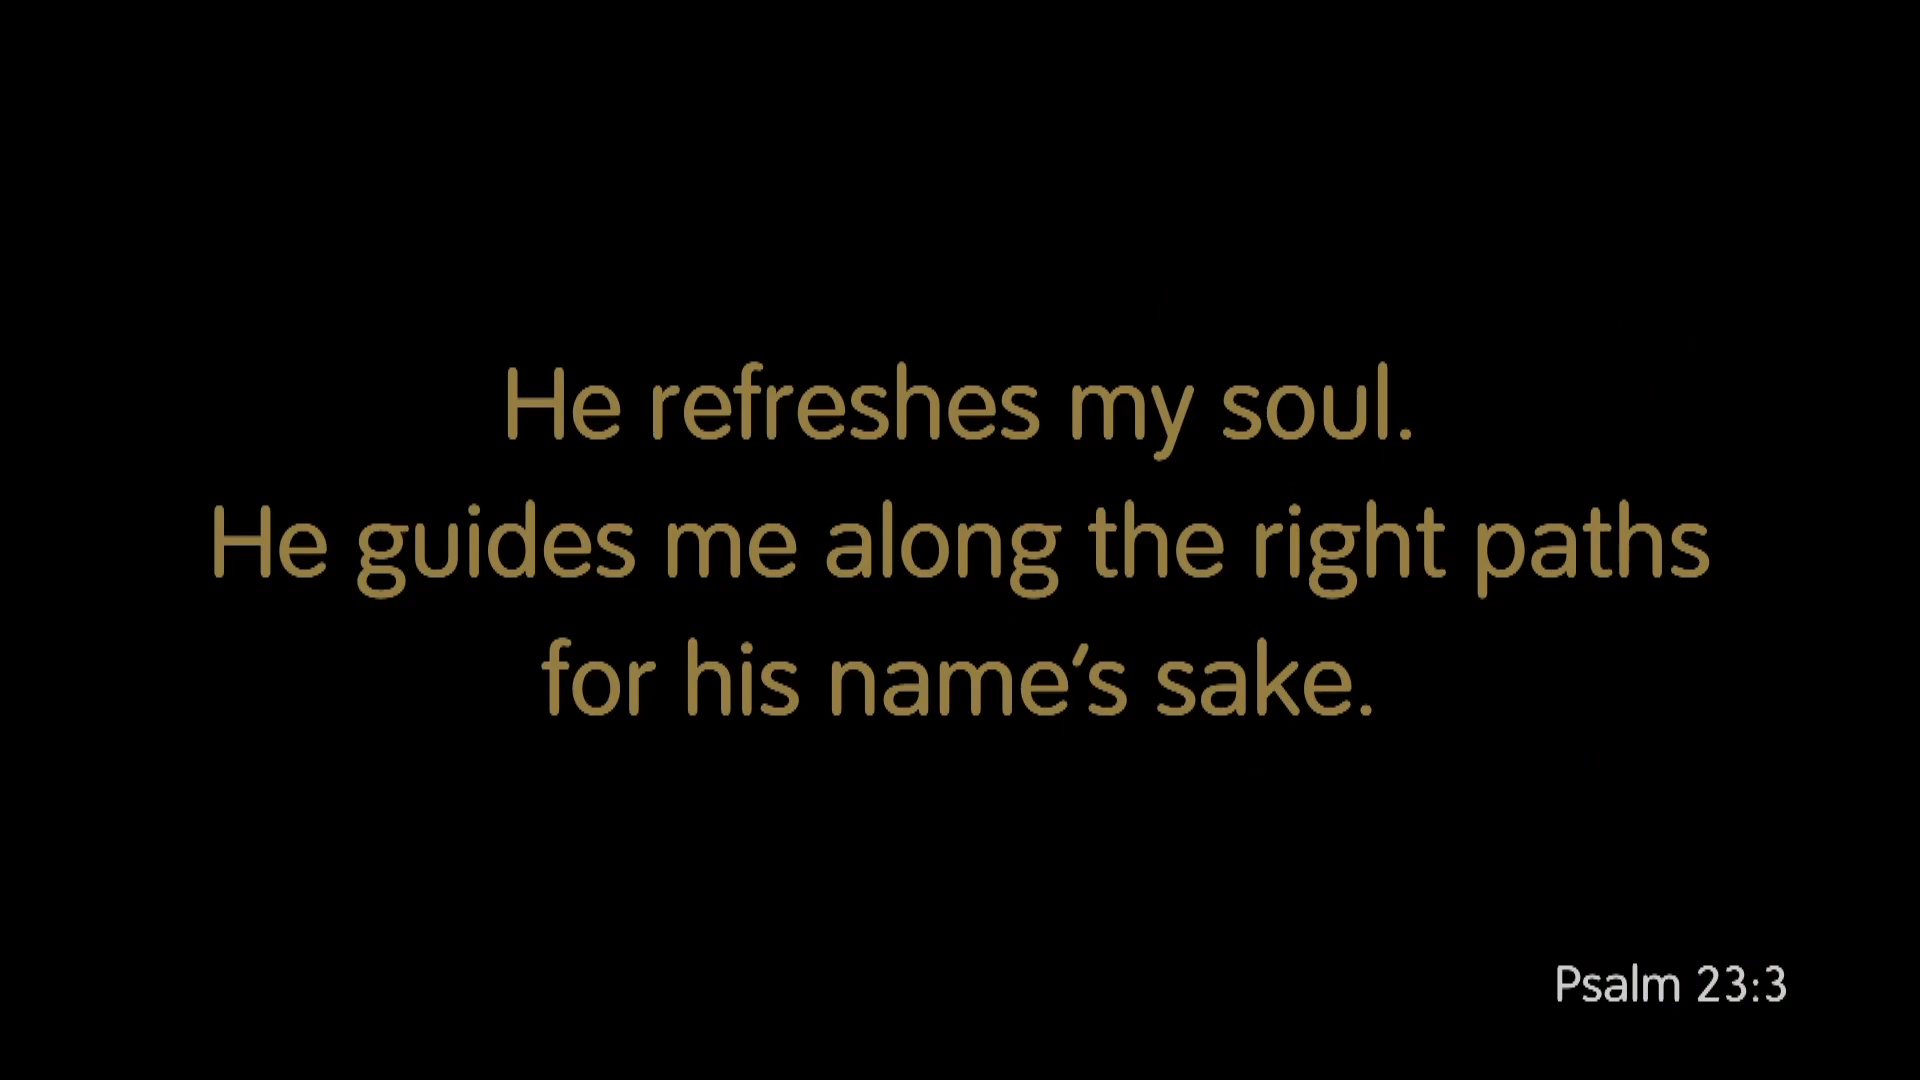 He refreshes my soul.
He guides me along the right paths
for his name’s sake.
Psalm 23:3